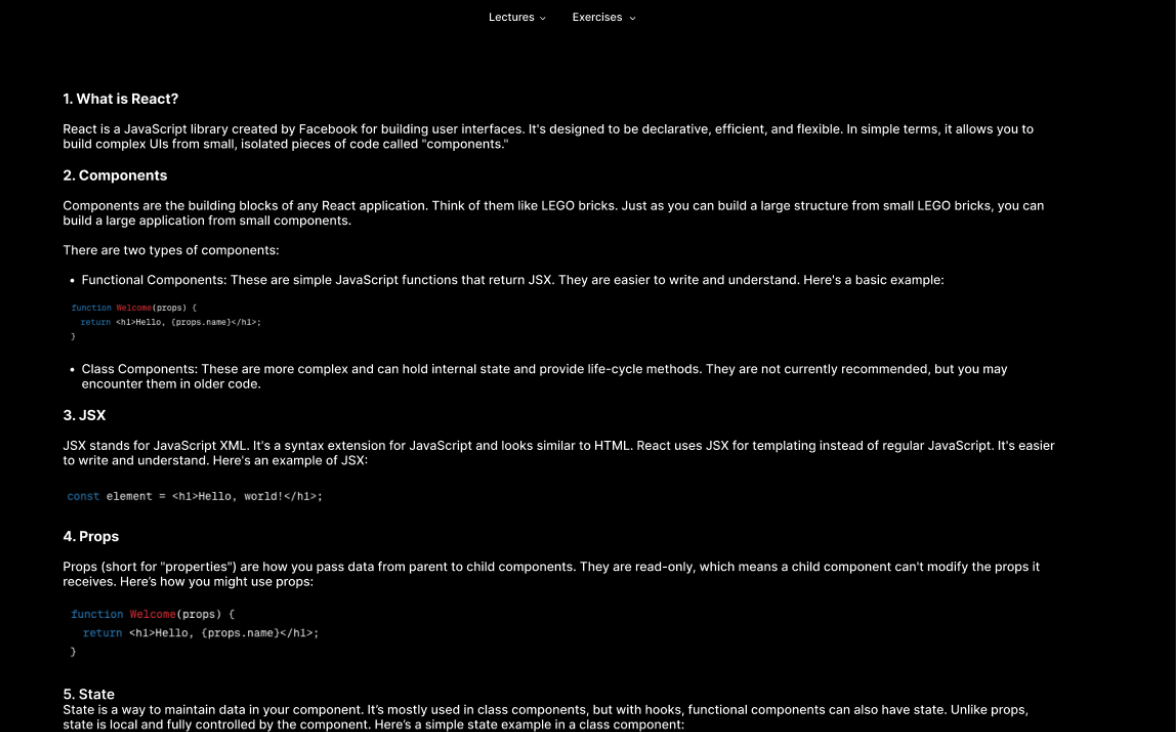 Lectures Exercises
1. What is React?
React is a JavaScript library created by Facebook for building user interfaces. It's designed to be declarative, efficient, and flexible. In simple terms, it allows you to
build complex UIs from small, isolated pieces of code called "components."
2. Components
Components are the building blocks of any React application. Think of them like LEGO bricks. Just as you can build a large structure from small LEGO bricks, you can
build a large application from small components.
There are two types of components:
• Functional Components: These are simple JavaScript functions that return JSX. They are easier to write and understand. Here's a basic example:
function Welcome(props) {
return <h1>Hello, {props.name}</h1>;
}
• Class Components: These are more complex and can hold internal state and provide life-cycle methods. They are not currently recommended, but you may
encounter them in older code.
3. JSX
JSX stands for JavaScript XML. It's a syntax extension for JavaScript and looks similar to HTML. React uses JSX for templating instead of regular JavaScript. It's easier
to write and understand. Here's an example of JSX:
const element = <h1>Hello, world!</h1>;
4. Props
Props (short for "properties") are how you pass data from parent to child components. They are read-only, which means a child component can't modify the props it
receives. Here's how you might use props:
function Welcome(props) {
return <h1>Hello, {props.name}</h1>;
}
5. State
State is a way to maintain data in your component. It's mostly used in class components, but with hooks, functional components can also have state. Unlike props,
state is local and fully controlled by the component. Here's a simple state example in a class component: